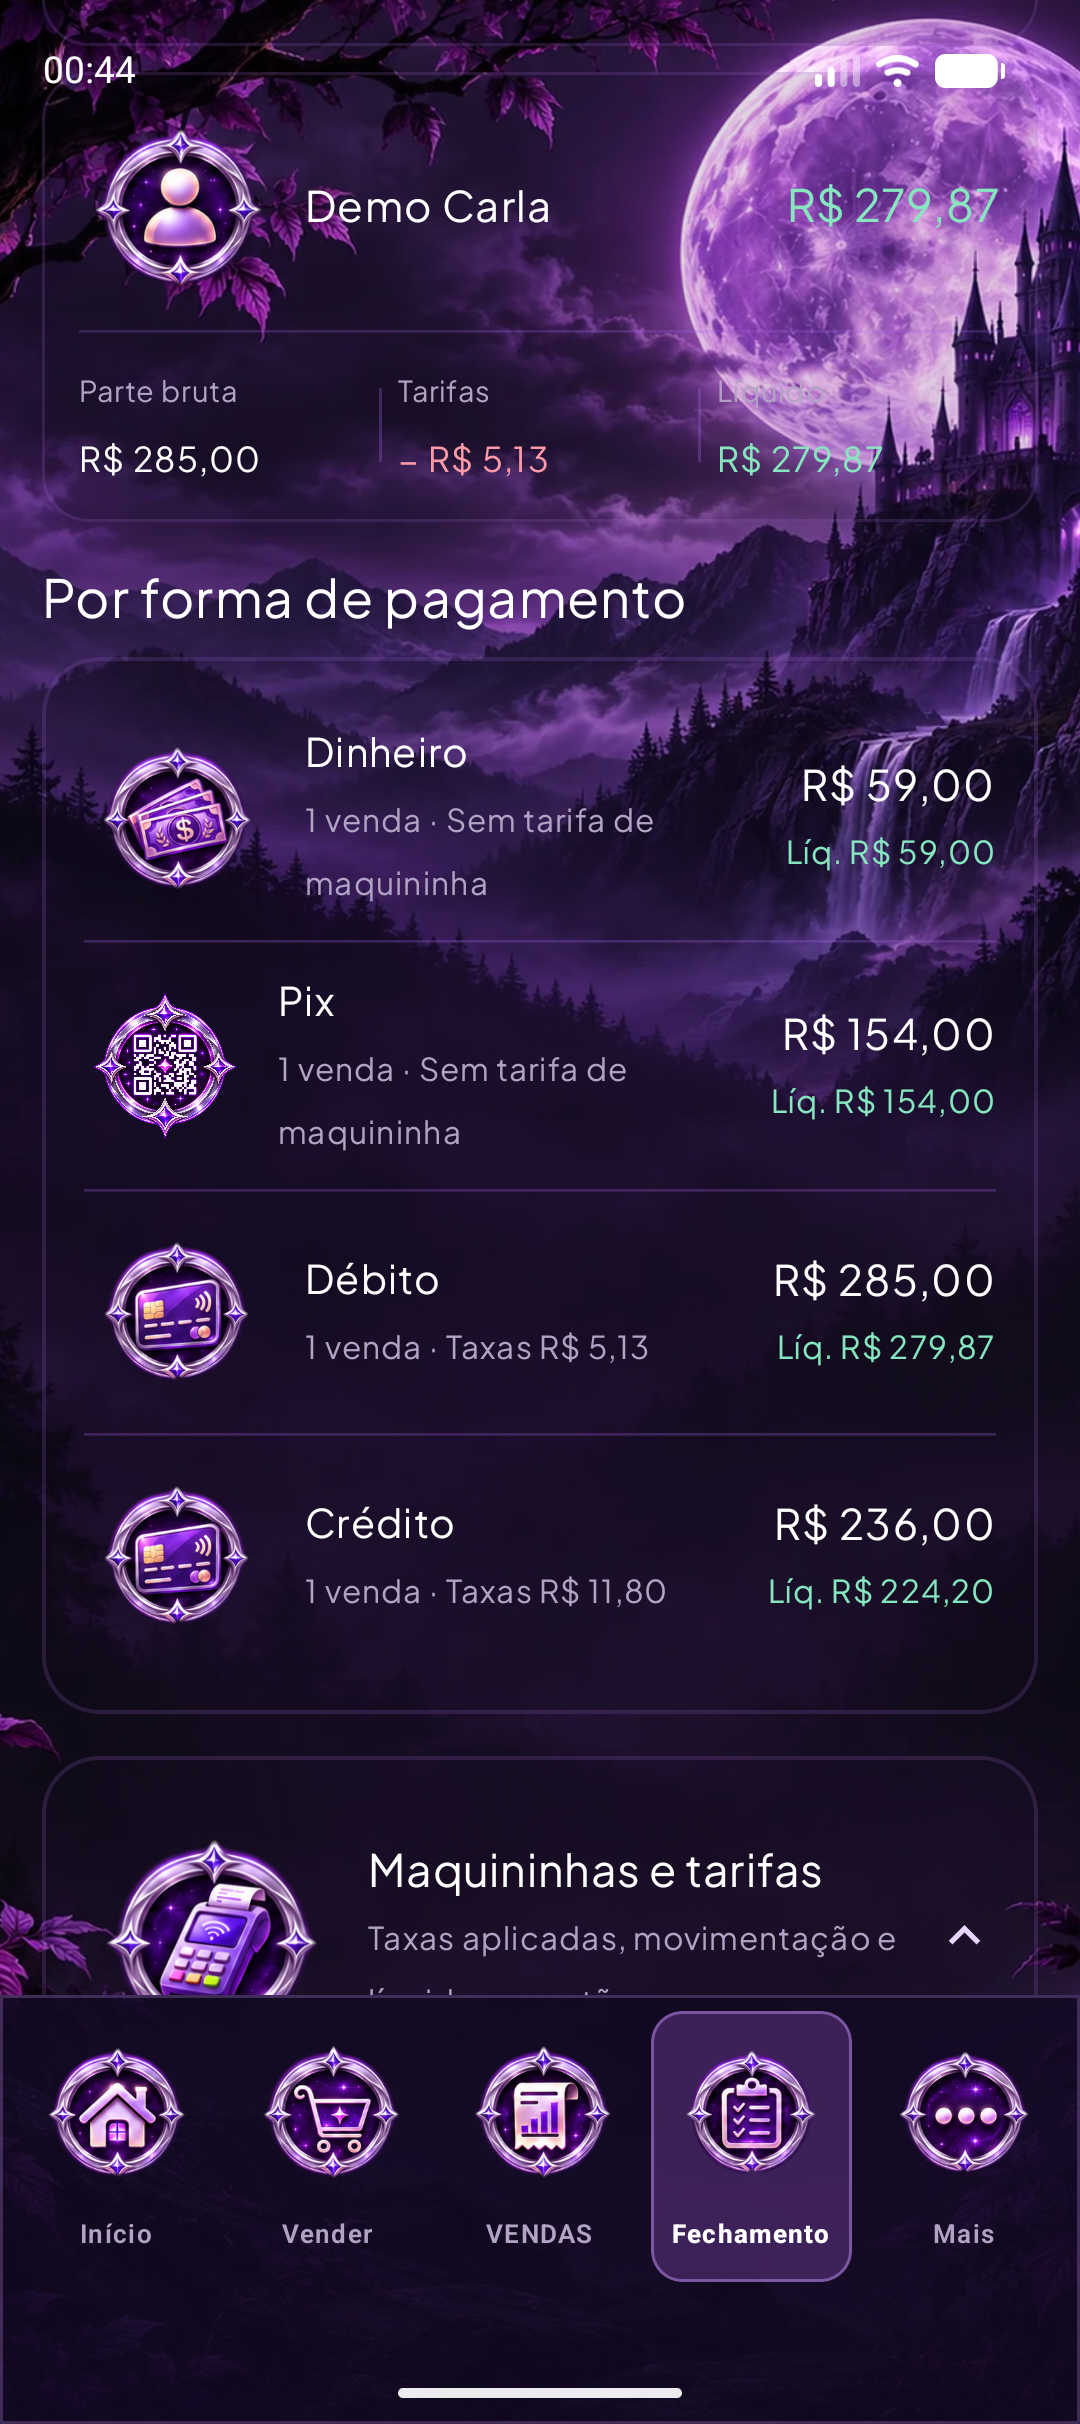 00:44
Demo Carla
R$ 279,87
Parte bruta
Tarifas
Líquido
R$ 285,00
– R$ 5,13
R$ 279,87
Por forma de pagamento
Dinheiro
1 venda · Sem tarifa de
maquininha
R$ 59,00
Líq. R$ 59,00
Pix
1 venda · Sem tarifa de
maquininha
R$ 154,00
Líq. R$ 154,00
Débito
1 venda · Taxas R$ 5,13
R$ 285,00
Líq. R$ 279,87
Crédito
1 venda · Taxas R$ 11,80
R$ 236,00
Líq. R$ 224,20
Maquininhas e tarifas
Taxas aplicadas, movimentação e
Início
Vender
VENDAS
Fechamento
Mais